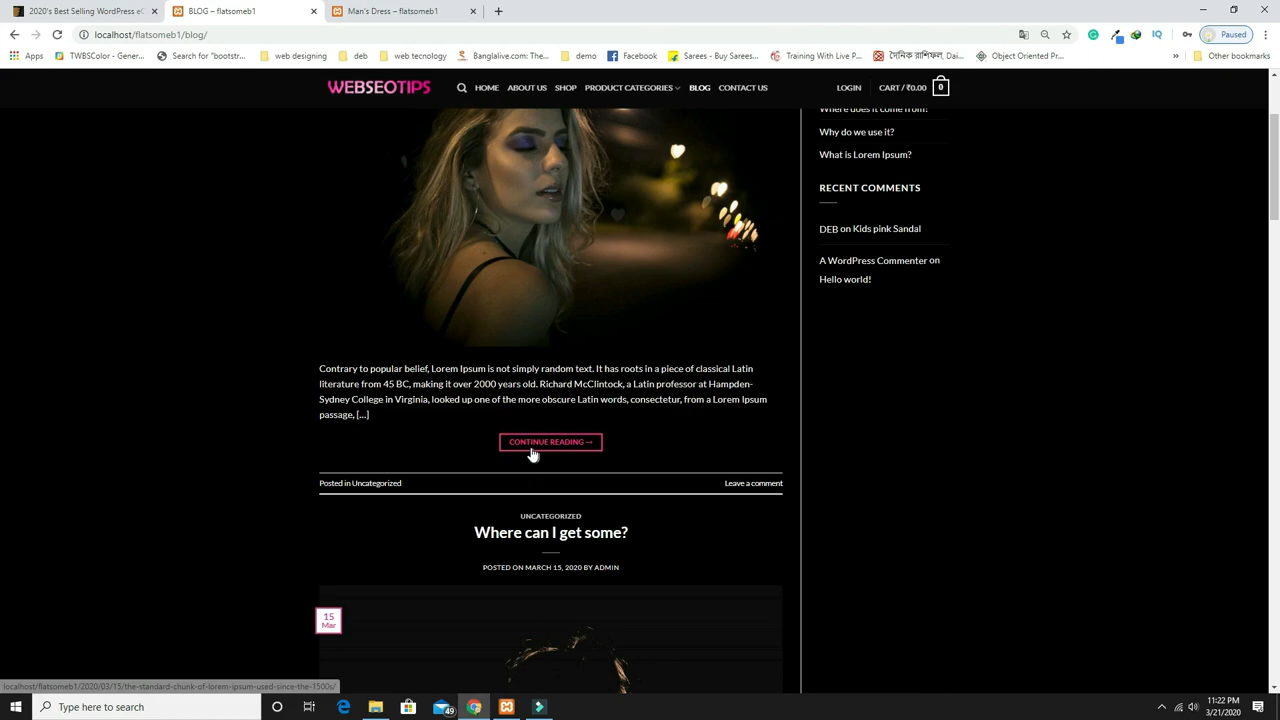 2020's Best Selling WordPress eC
BLOG – flatsome1
Man's Dress – flatsome1
localhost/flatsomeb1/blog/
Paused
Apps
TWBSColor - Gener...
Search for "bootstr...
web designing
deb
web tecnology
Banglalive.com: The...
demo
Facebook
Sarees - Buy Sarees...
Training With Live P...
দৈনিক রাশিফল, Dai...
Object Oriented Pr...
Other bookmarks
WEBSEOTIPS
HOME
ABOUT US
SHOP
PRODUCT CATEGORIES
BLOG
CONTACT US
LOGIN
CART / ₹0.00
0
Where does it come from?
Why do we use it?
What is Lorem Ipsum?
RECENT COMMENTS
DEB on Kids pink Sandal
A WordPress Commenter on
Hello world!
Contrary to popular belief, Lorem Ipsum is not simply random text. It has roots in a piece of classical Latin
literature from 45 BC, making it over 2000 years old. Richard McClintock, a Latin professor at Hampden-
Sydney College in Virginia, looked up one of the more obscure Latin words, consectetur, from a Lorem Ipsum
passage, [...]
CONTINUE READING →
Posted in Uncategorized
Leave a comment
UNCATEGORIZED
Where can I get some?
POSTED ON MARCH 15, 2020 BY ADMIN
15
Mar
localhost/flatsomeb1/2020/03/15/the-standard-chunk-of-lorem-ipsum-used-since-the-1500s/
Type here to search
49
11:22 PM
3/21/2020